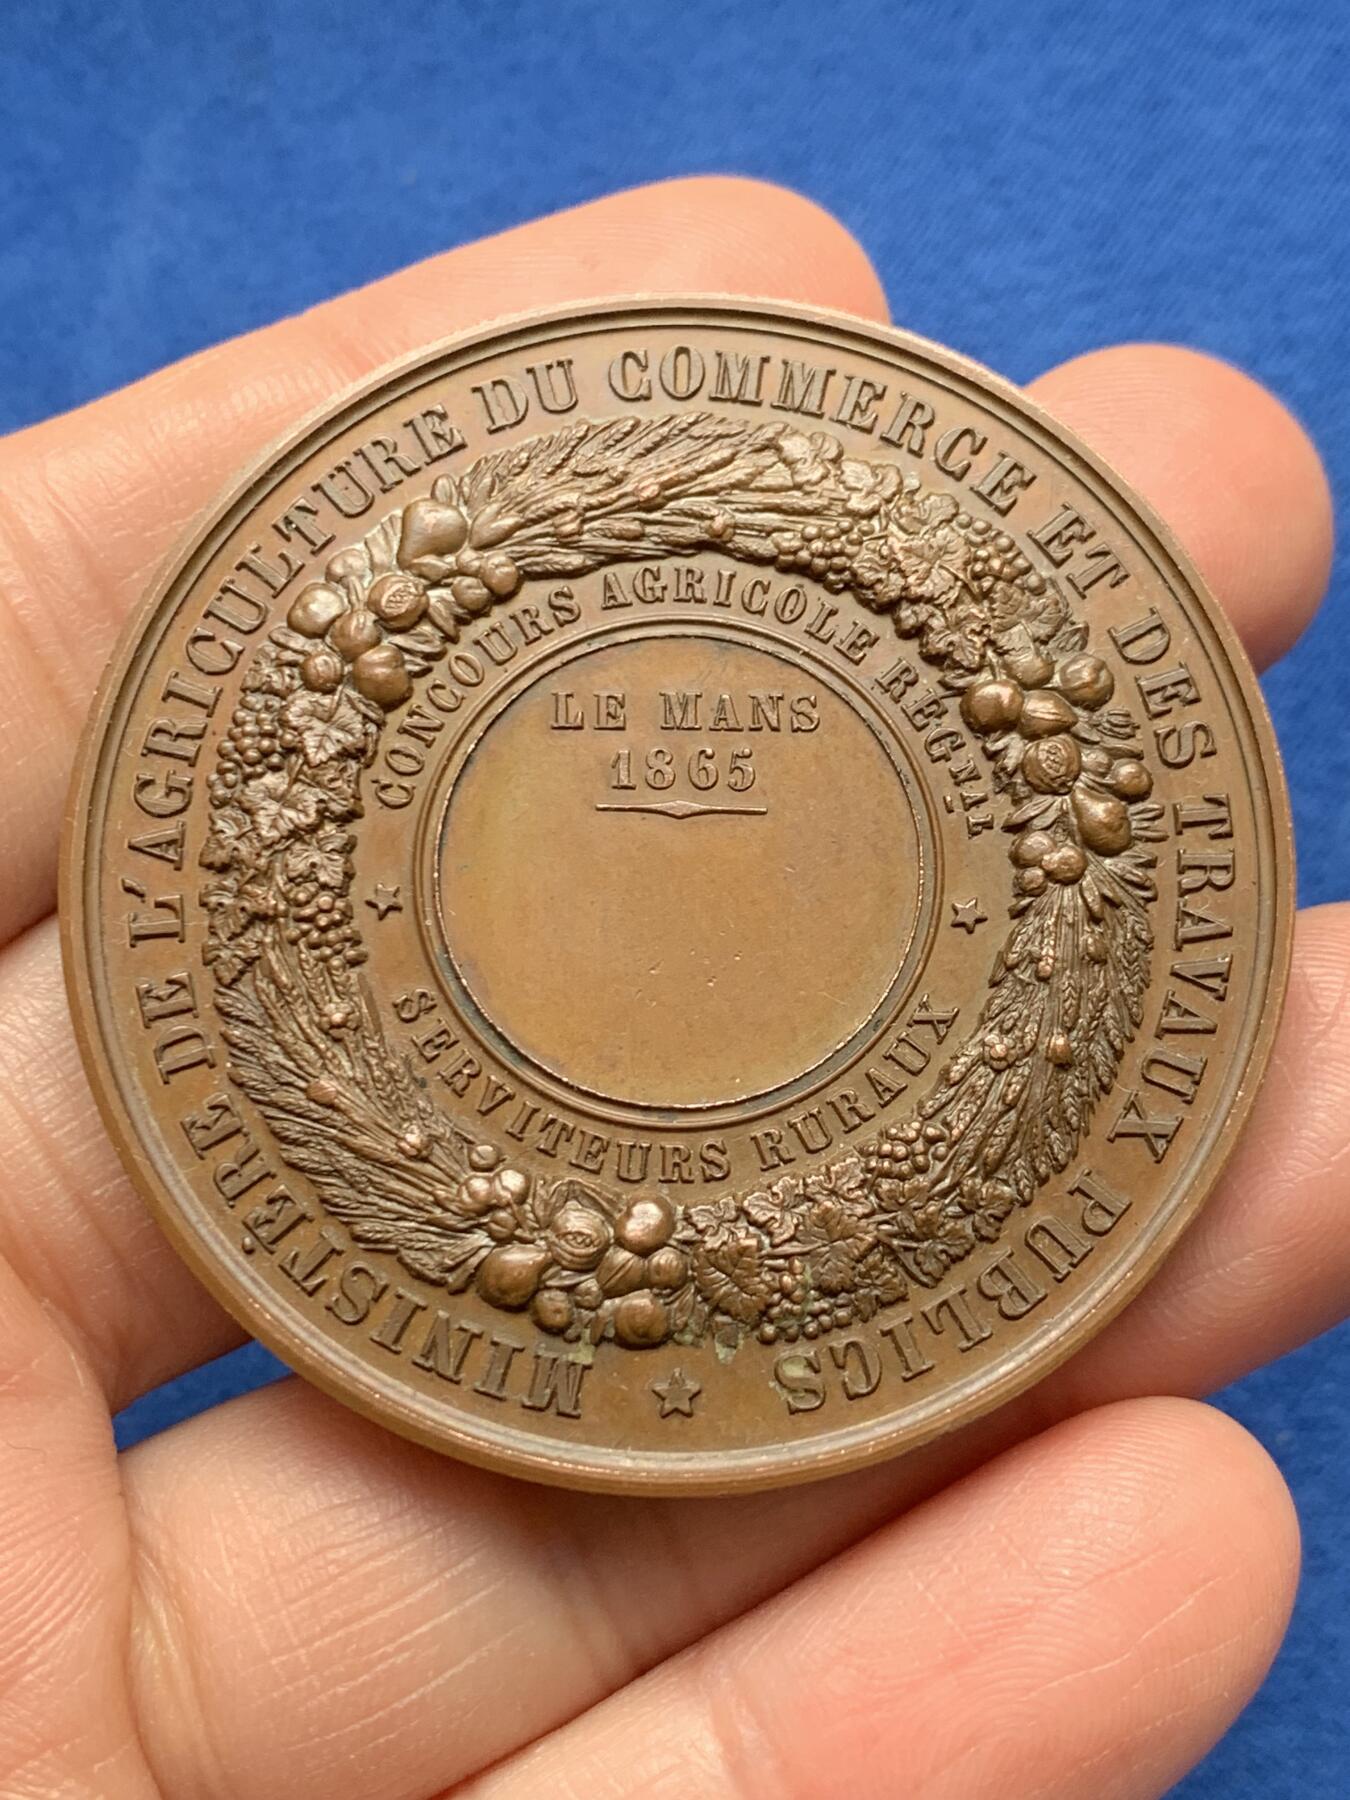 MINISTÈRE DE L'AGRICULTURE DU COMMERCE ET DES TRAVAUX PUBLICS
CONCOURS AGRICOLE RÉGNAL
LE MANS
1865
SERVITEURS RURAUX